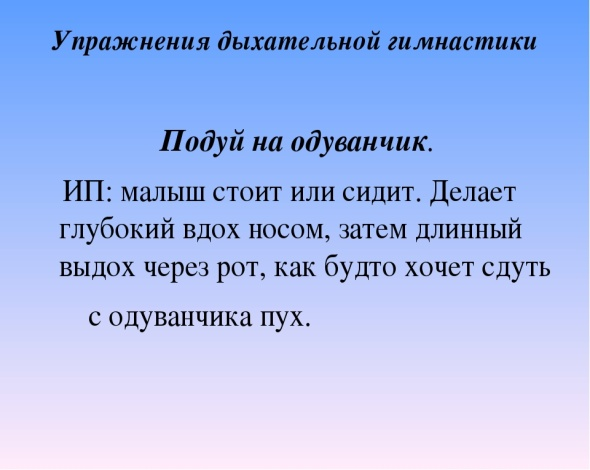 Упражнения дыхательной гимнастики
Подуй на одуванчик.
ИП: малыш стоит или сидит. Делает
глубокий вдох носом, затем длинный
выдох через рот, как будто хочет сдуть
с одуванчика пух.